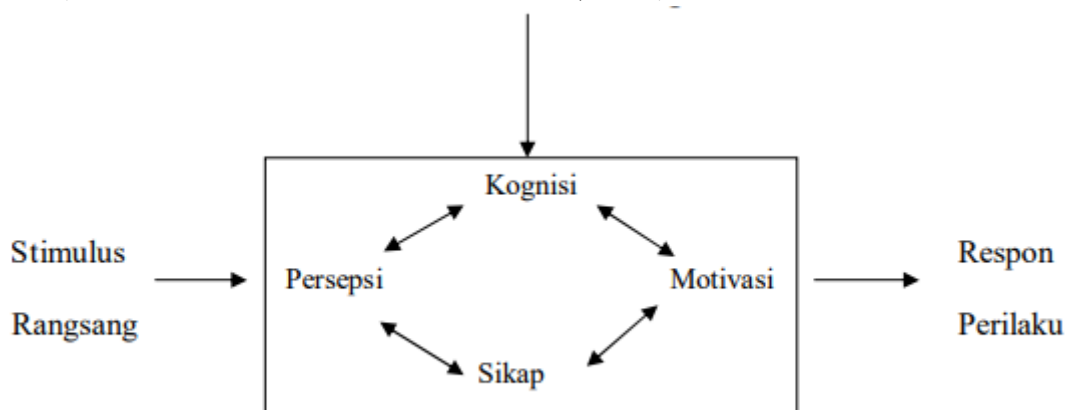 Kognisi
Stimulus
Respon
Persepsi
Motivasi
Rangsang
Perilaku
Sikap